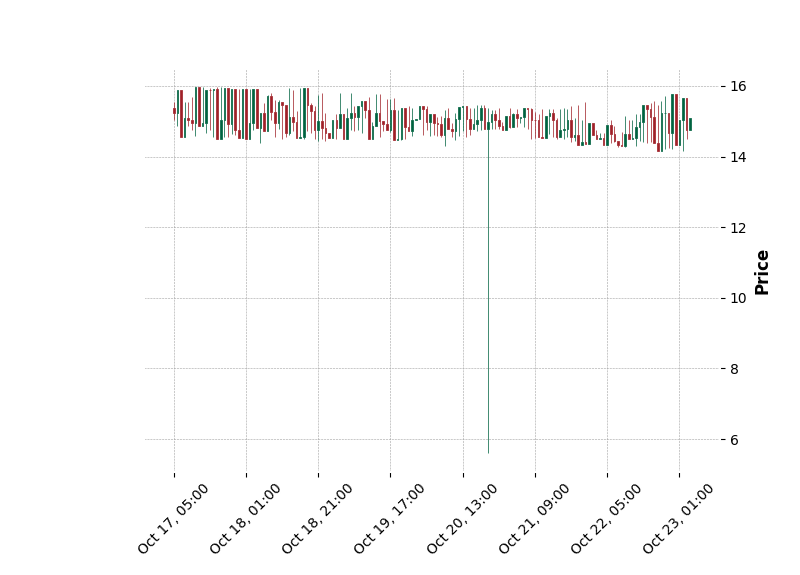 16
14
12
10
8
6
Price
Oct 17, 05:00
Oct 18, 01:00
Oct 18, 21:00
Oct 19, 17:00
Oct 20, 13:00
Oct 21, 09:00
Oct 22, 05:00
Oct 23, 01:00